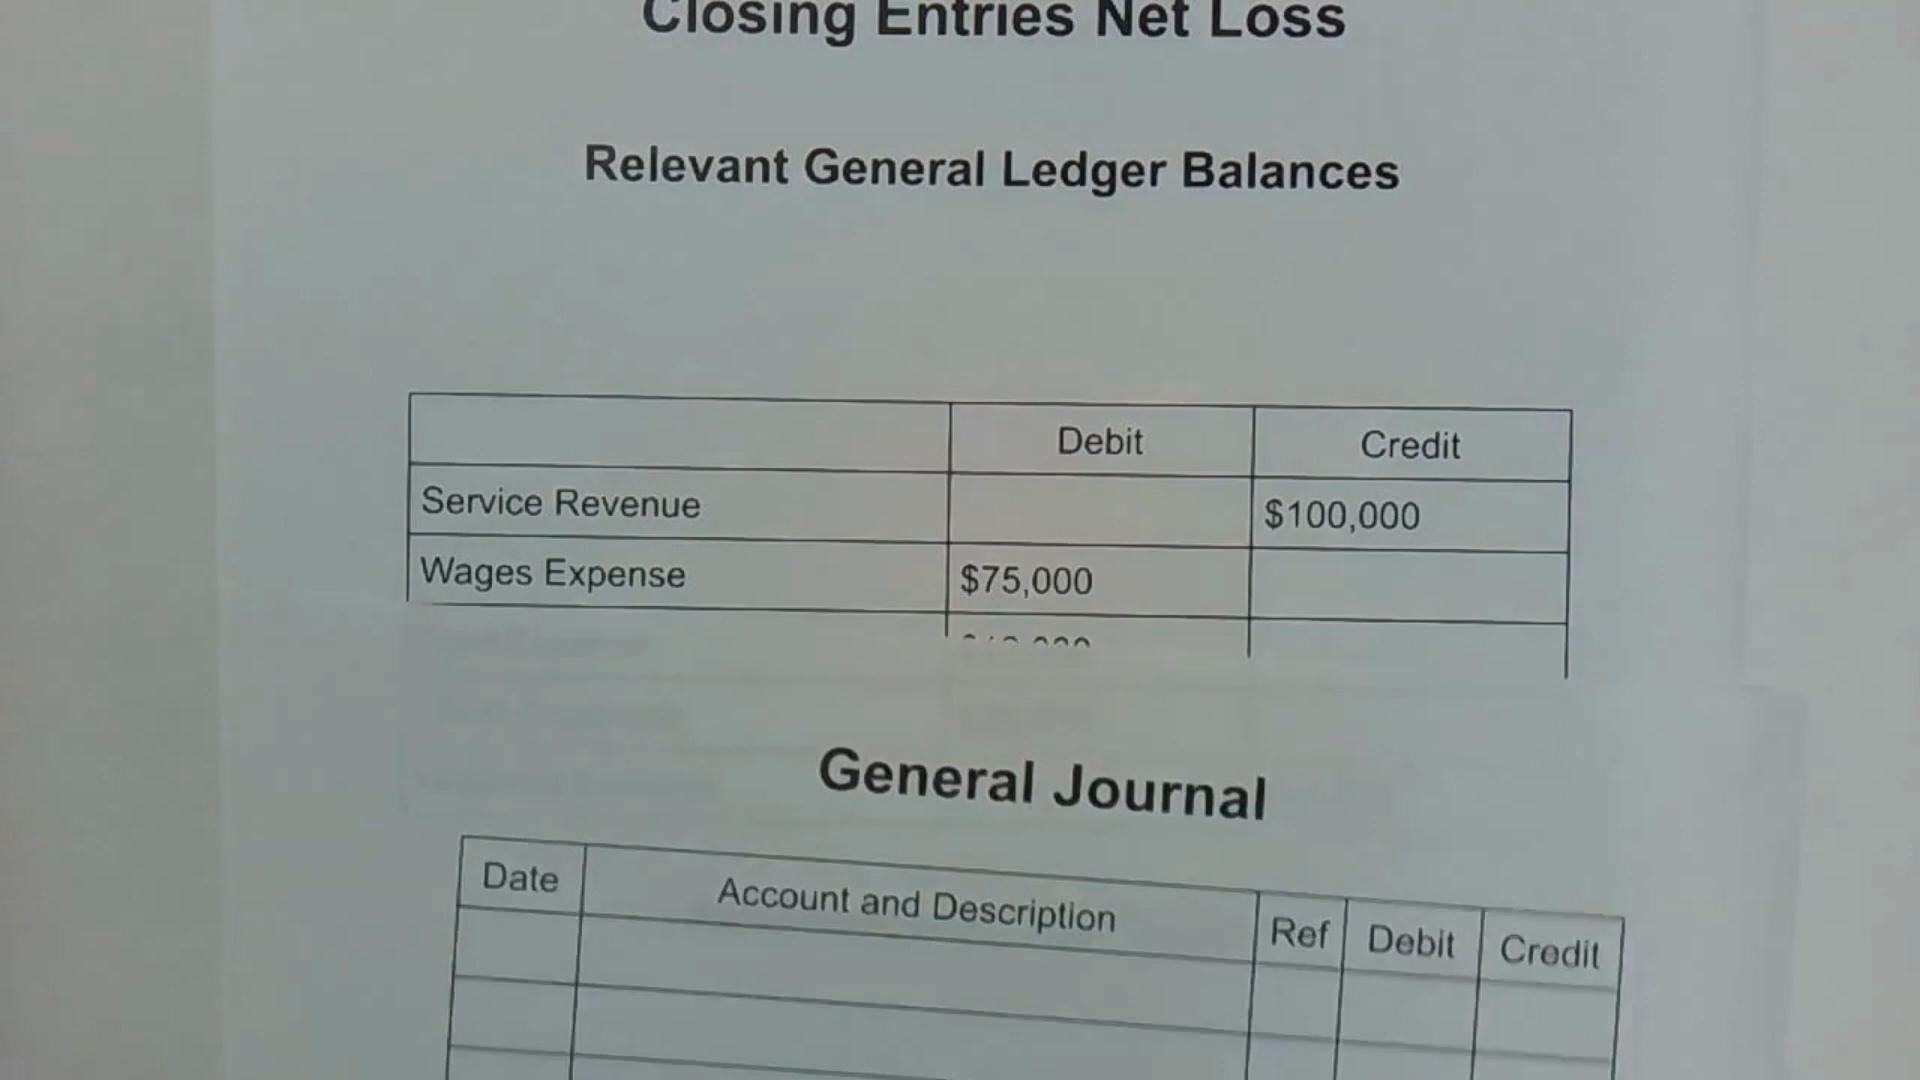 Closing Entries Net Loss
Relevant General Ledger Balances
Debit Credit
Service Revenue $100,000
Wages Expense $75,000
General Journal
Date Account and Description Ref Debit Credit